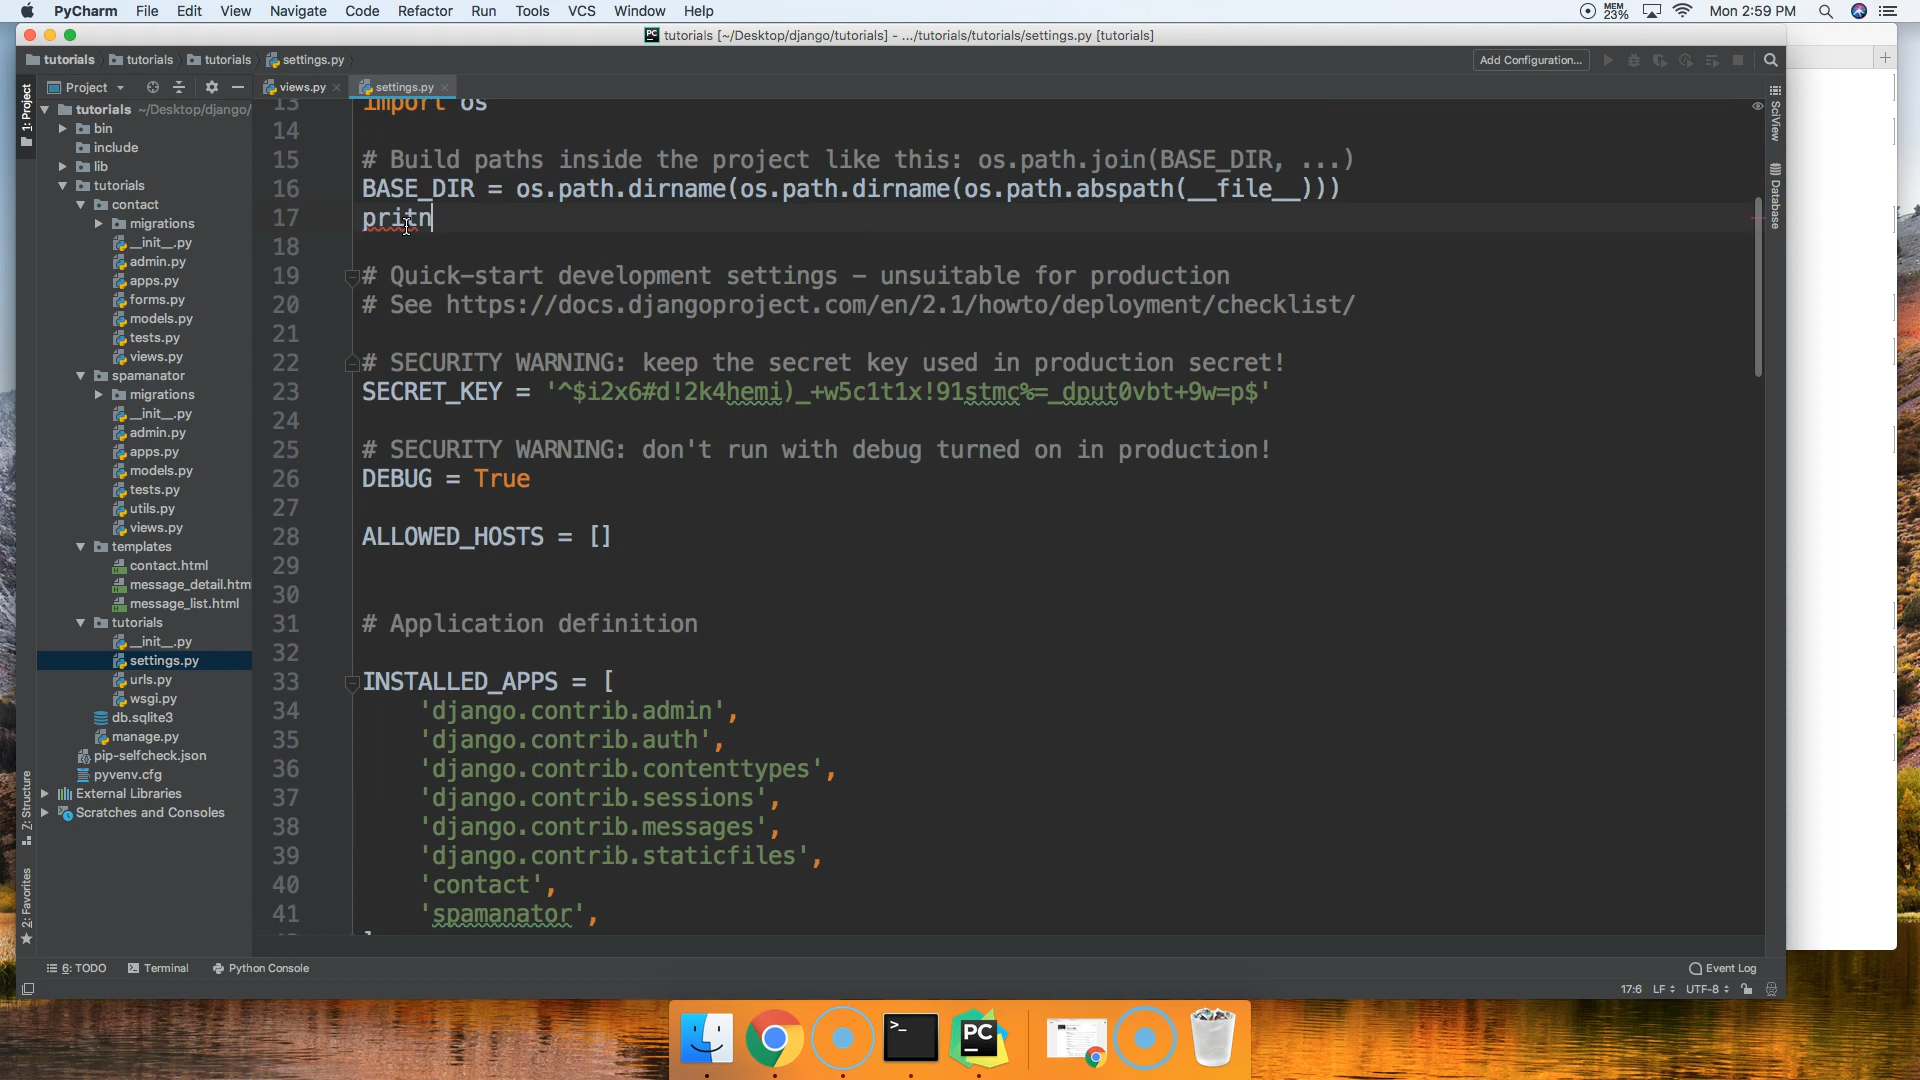 PyCharm File Edit View Navigate Code Refactor Run Tools VCS Window Help MEM 23% Mon 2:59 PM
PC tutorials [~/Desktop/django/tutorials] - .../tutorials/tutorials/settings.py [tutorials]
tutorials tutorials tutorials settings.py Add Configuration...
1: Project Project views.py settings.py SciView Database
tutorials ~/Desktop/django/
bin
include
lib
tutorials
contact
migrations
__init__.py
admin.py
apps.py
forms.py
models.py
tests.py
views.py
spamanator
migrations
__init__.py
admin.py
apps.py
models.py
tests.py
utils.py
views.py
templates
contact.html
message_detail.htm
message_list.html
tutorials
__init__.py
settings.py
urls.py
wsgi.py
db.sqlite3
manage.py
pip-selfcheck.json
pyvenv.cfg
External Libraries
Scratches and Consoles
Z: Structure
2: Favorites
13 import os
14
15 # Build paths inside the project like this: os.path.join(BASE_DIR, ...)
16 BASE_DIR = os.path.dirname(os.path.dirname(os.path.abspath(__file__)))
17 pritn
18
19 # Quick-start development settings - unsuitable for production
20 # See https://docs.djangoproject.com/en/2.1/howto/deployment/checklist/
21
22 # SECURITY WARNING: keep the secret key used in production secret!
23 SECRET_KEY = '^$i2x6#d!2k4hemi)_+w5c1t1x!91stmc%=_dput0vbt+9w=p$'
24
25 # SECURITY WARNING: don't run with debug turned on in production!
26 DEBUG = True
27
28 ALLOWED_HOSTS = []
29
30
31 # Application definition
32
33 INSTALLED_APPS = [
34 'django.contrib.admin',
35 'django.contrib.auth',
36 'django.contrib.contenttypes',
37 'django.contrib.sessions',
38 'django.contrib.messages',
39 'django.contrib.staticfiles',
40 'contact',
41 'spamanator',
6: TODO Terminal Python Console Event Log
17:6 LF UTF-8
>_ PC